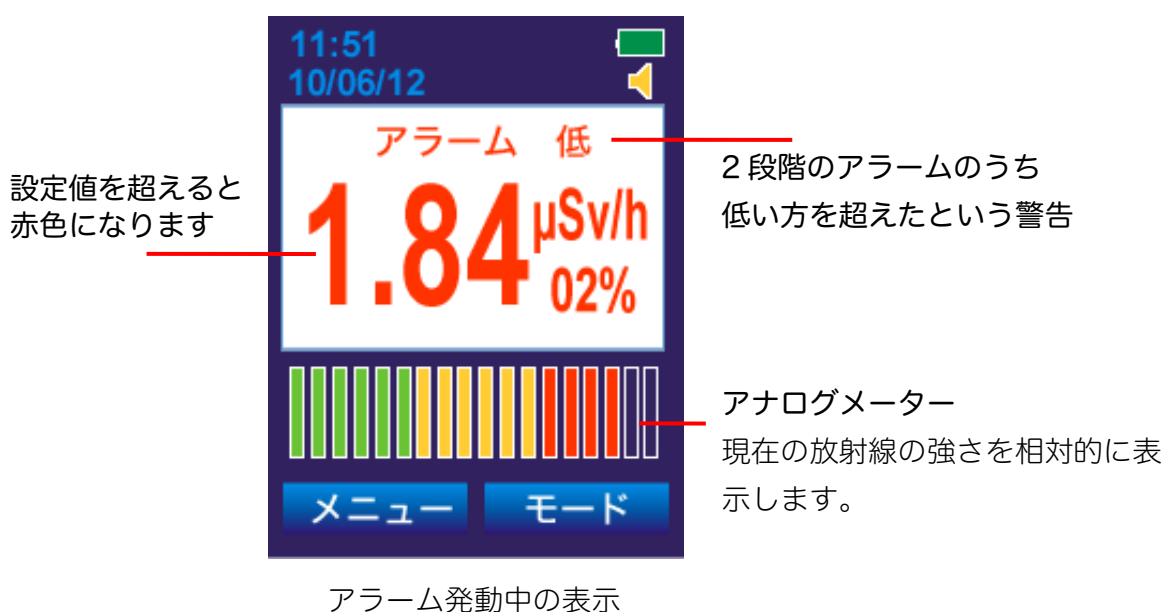 11:51
10/06/12
アラーム 低
1.84 μSv/h
02%
メニュー モード
設定値を超えると
赤色になります
2段階のアラームのうち
低い方を超えたという警告
アナログメーター
現在の放射線の強さを相対的に表
示します。
アラーム発動中の表示